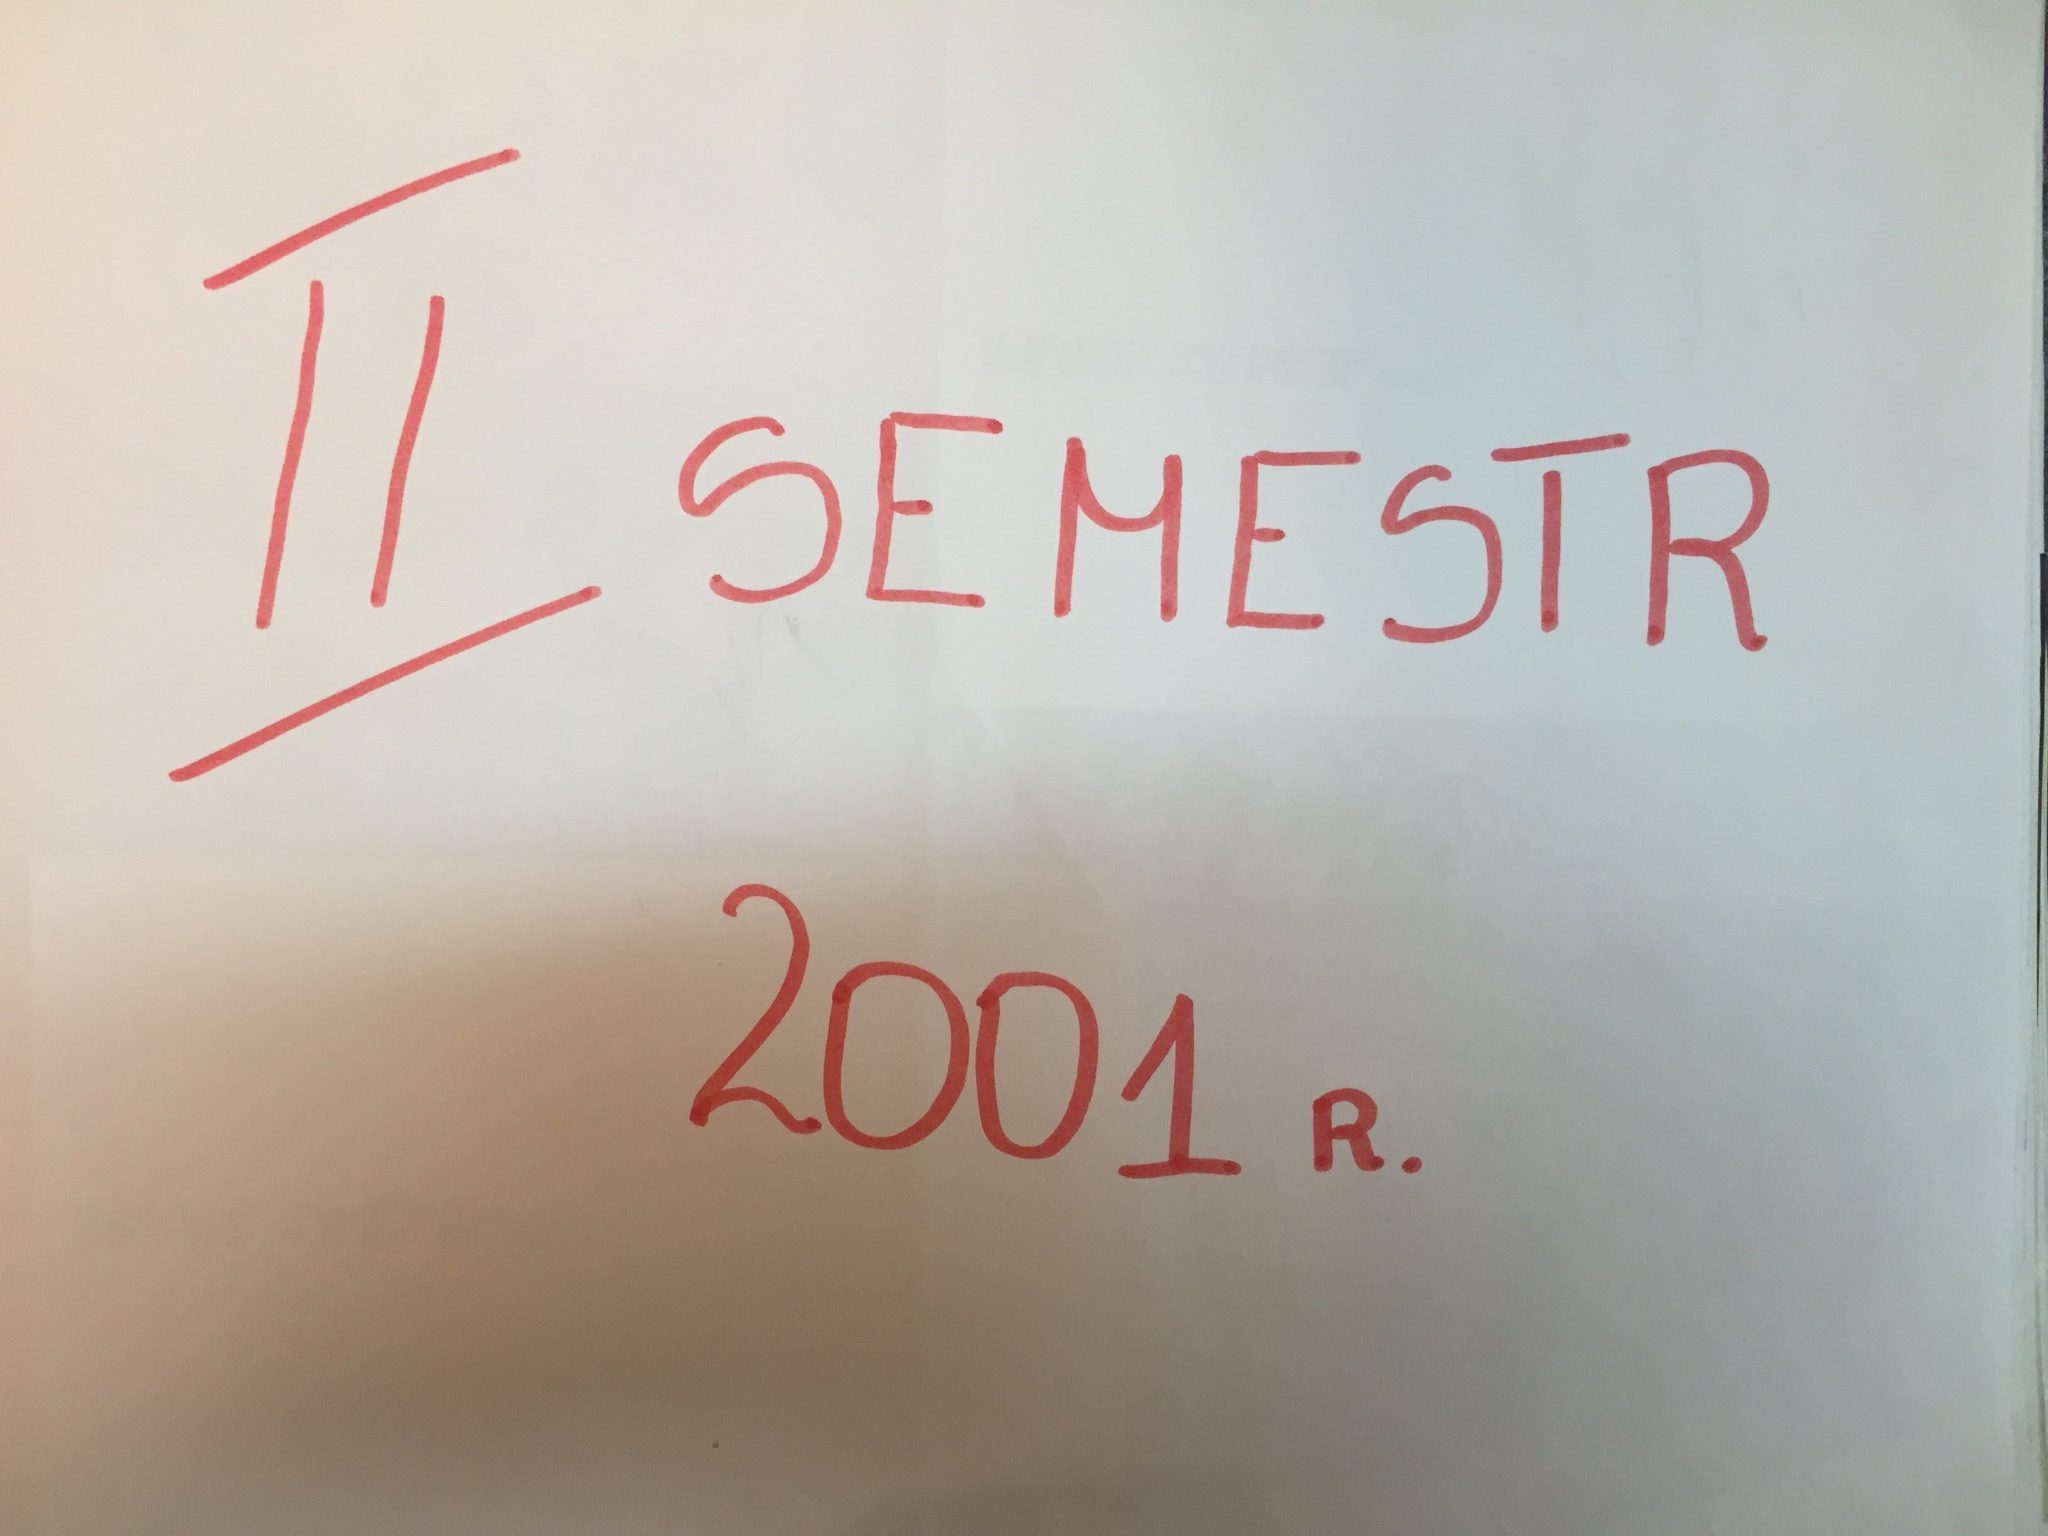 II SEMESTR
2001 R.